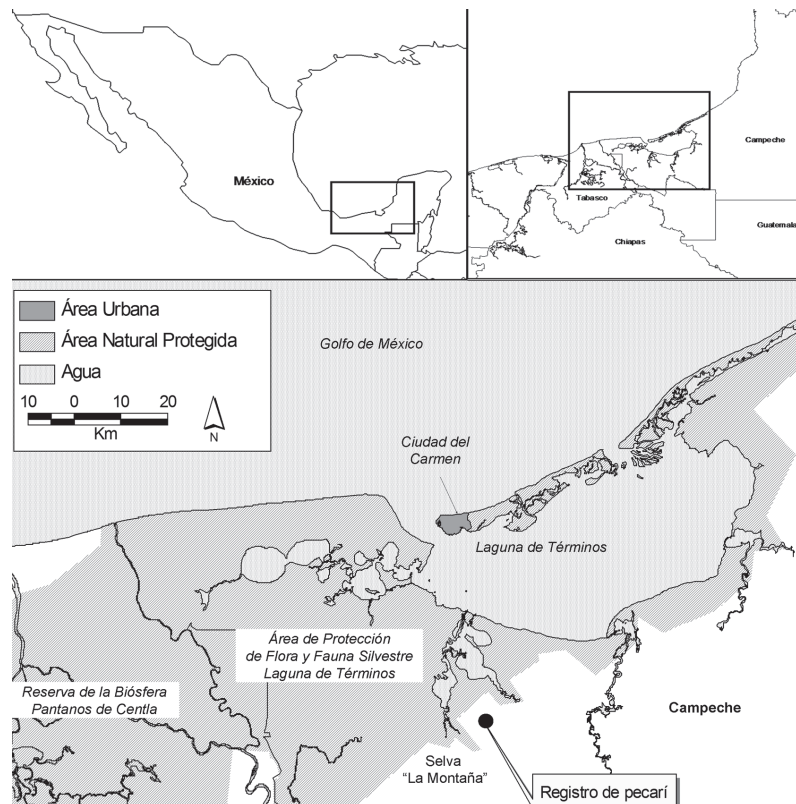 México
Campeche
Tabasco
Guatemala
Chiapas
Área Urbana
Área Natural Protegida
Agua
10 0 10 20
Km
N
Golfo de México
Ciudad del
Carmen
Laguna de Términos
Área de Protección
de Flora y Fauna Silvestre
Laguna de Términos
Reserva de la Biósfera
Pantanos de Centla
Campeche
Selva
“La Montaña”
Registro de pecarí